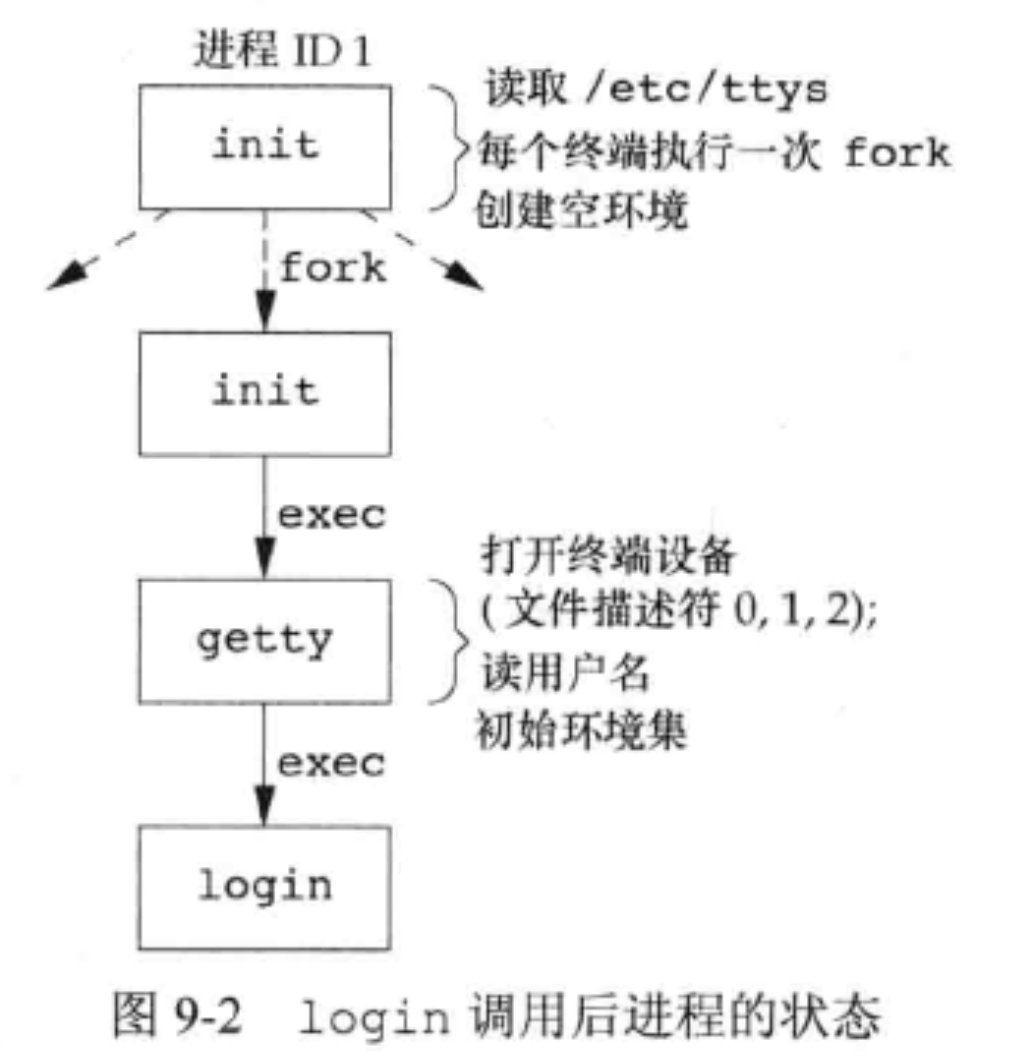 进程 ID 1
init
读取 /etc/ttys
每个终端执行一次 fork
创建空环境
fork
init
exec
getty
打开终端设备
(文件描述符 0, 1, 2);
读用户名
初始环境集
exec
login
图 9-2 login 调用后进程的状态